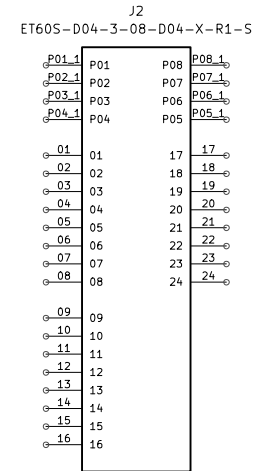 J2
ET60S-D04-3-08-D04-X-R1-S
P01_1 P01 P08 P08_1
P02_1 P02 P07 P07_1
P03_1 P03 P06 P06_1
P04_1 P04 P05 P05_1
01 01 17 17
02 02 18 18
03 03 19 19
04 04 20 20
05 05 21 21
06 06 22 22
07 07 23 23
08 08 24 24
09 09
10 10
11 11
12 12
13 13
14 14
15 15
16 16